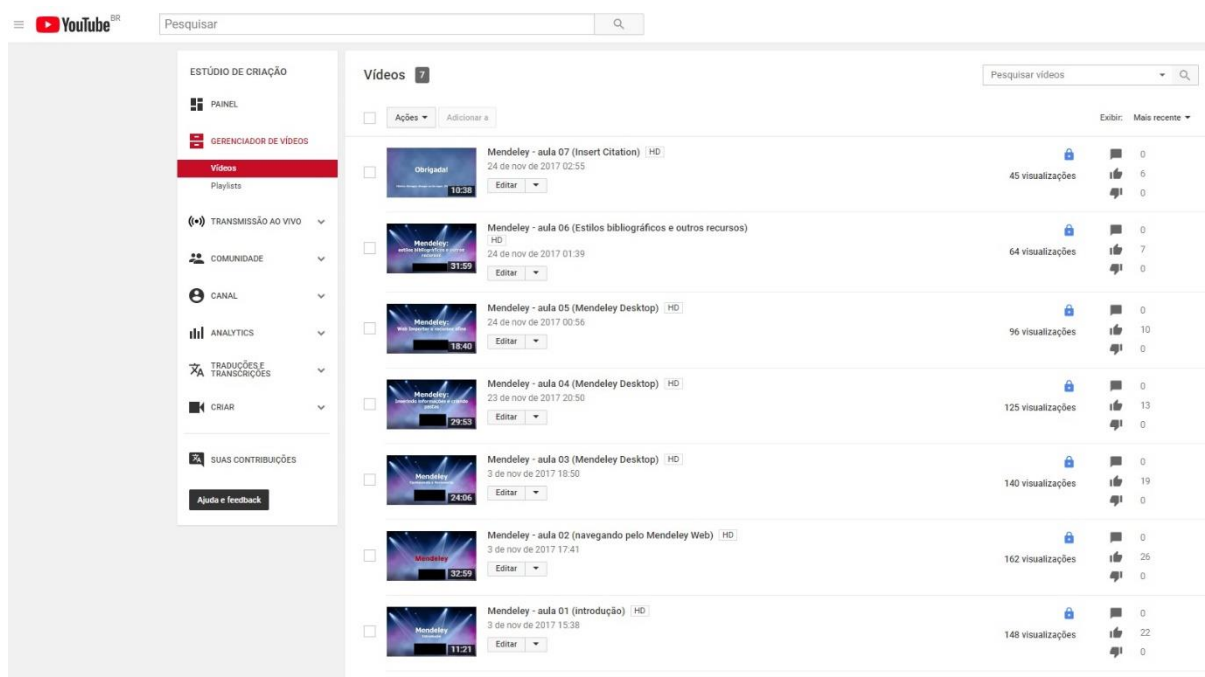 YouTube BR
Pesquisar
ESTÚDIO DE CRIAÇÃO
PAINEL
GERENCIADOR DE VÍDEOS
Vídeos
Playlists
TRANSMISSÃO AO VIVO
COMUNIDADE
CANAL
ANALYTICS
TRADUÇÕES E
TRANSCRIÇÕES
CRIAR
SUAS CONTRIBUIÇÕES
Ajuda e feedback
Vídeos 7
Pesquisar vídeos
Ações Adicionar a
Exibir: Mais recente
Obrigada!
10:38
Mendeley - aula 07 (Insert Citation) HD
24 de nov de 2017 02:55
Editar
45 visualizações
0
6
0
Mendeley:
estilos bibliográficos e outros
recursos
31:59
Mendeley - aula 06 (Estilos bibliográficos e outros recursos)
HD
24 de nov de 2017 01:39
Editar
64 visualizações
0
7
0
Mendeley:
18:40
Mendeley - aula 05 (Mendeley Desktop) HD
24 de nov de 2017 00:56
Editar
96 visualizações
0
10
0
Mendeley:
Inserindo informações e criando
pastas
29:53
Mendeley - aula 04 (Mendeley Desktop) HD
23 de nov de 2017 20:50
Editar
125 visualizações
0
13
0
Mendeley
24:06
Mendeley - aula 03 (Mendeley Desktop) HD
3 de nov de 2017 18:50
Editar
140 visualizações
0
19
0
Mendeley
32:59
Mendeley - aula 02 (navegando pelo Mendeley Web) HD
3 de nov de 2017 17:41
Editar
162 visualizações
0
26
0
Mendeley
11:21
Mendeley - aula 01 (introdução) HD
3 de nov de 2017 15:38
Editar
148 visualizações
0
22
0